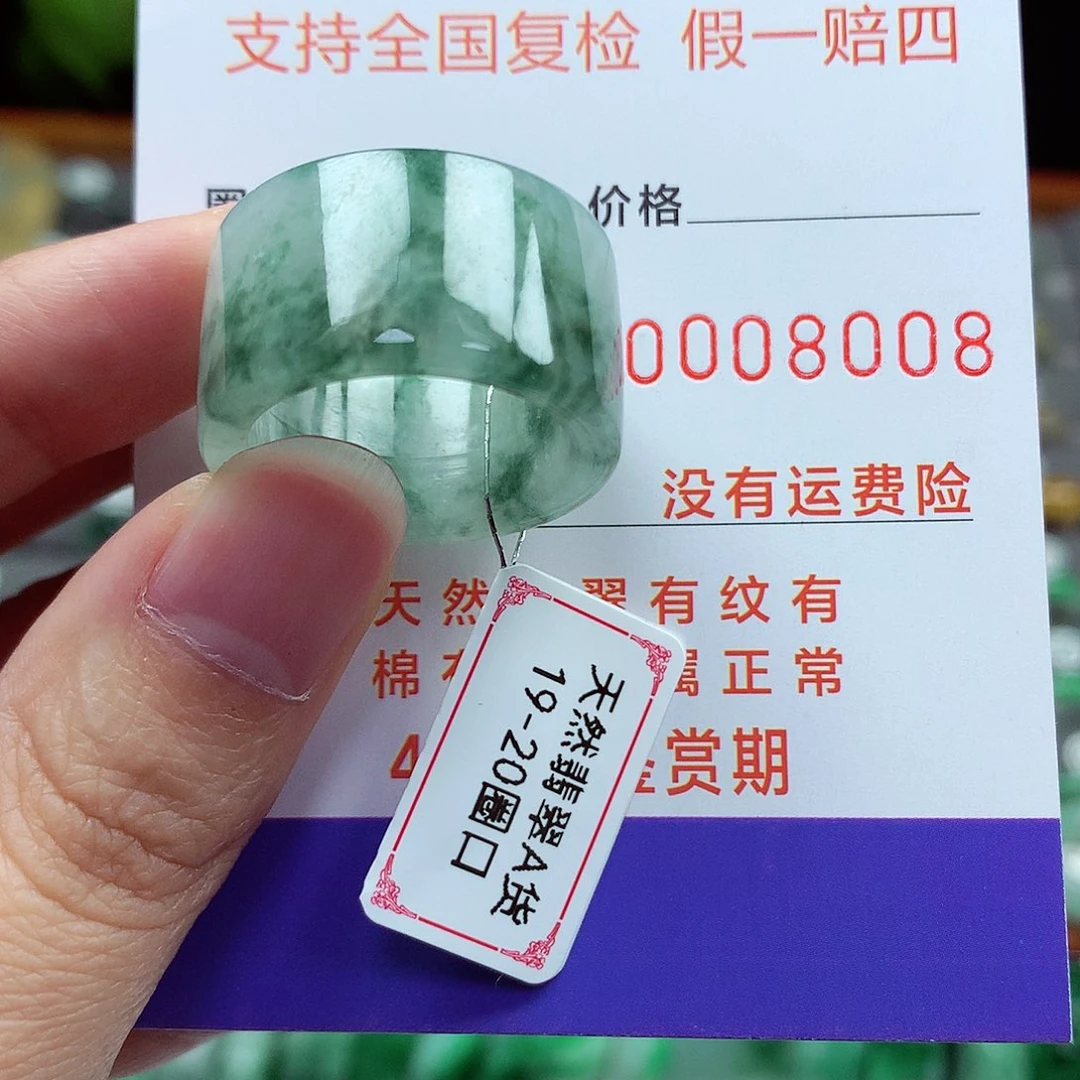 支持全国复检 假一赔四
圈 价格
0008008
没有运费险
天然 翠有纹有
棉 属正常
赏期
天然翡翠A货
19-20圈口